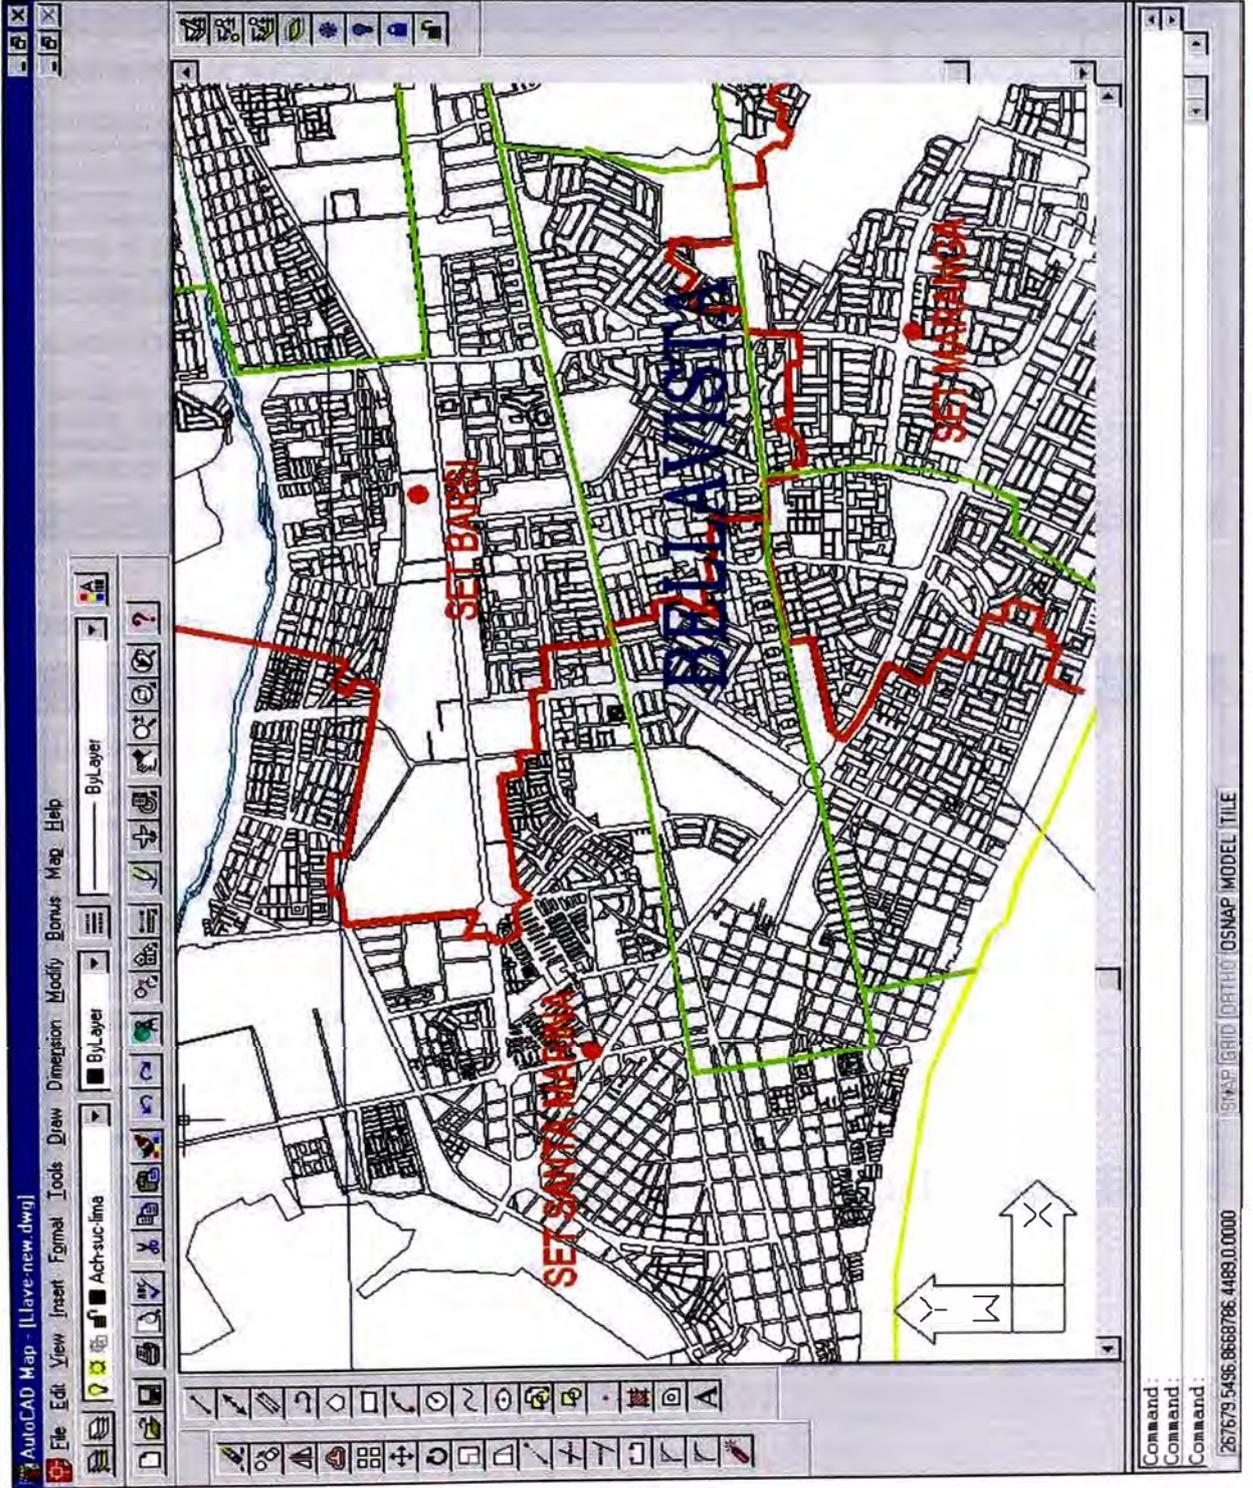 AutoCAD Map - [Llave-new.dwg]
File Edit View Insert Format Tools Draw Dimension Modify Bonus Map Help
Ach-suc-lima
ByLayer
ByLayer
SET BARSI
SET SANTA MARINA
BELLAVISTA
SET MARANGA
Y
W
X
Command:
Command:
Command:
267679.5496,8668786.4489,0.0000
SNAP GRID ORTHO OSNAP MODEL TILE